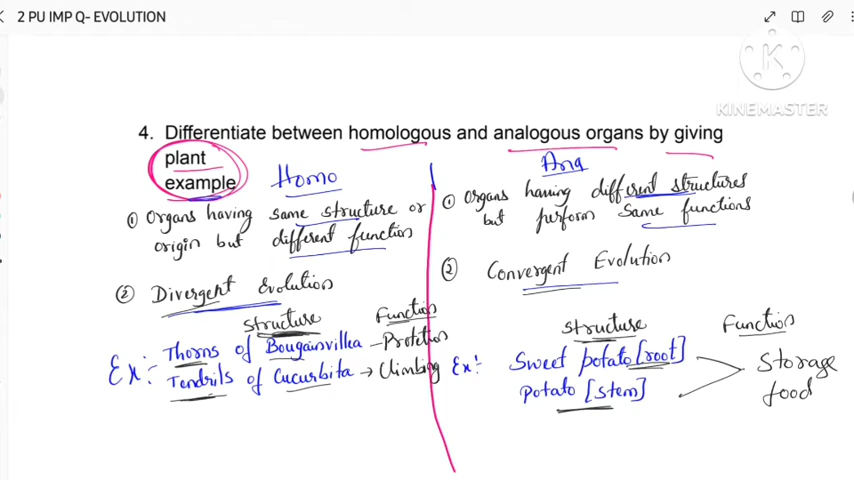 2 PU IMP Q- EVOLUTION
K
KINEMASTER
4. Differentiate between homologous and analogous organs by giving
plant
example
Homo
① Organs having same structure or
origin but different function
② Divergent Evolution
Structure Function
Ex:- Thorns of Bougainvillea - Protection
Tendrils of Cucurbita → Climbing
Ana
① Organs having different structures
but perform same functions
② Convergent Evolution
Structure Function
Ex:- Sweet potato [root]
Potato [stem]
Storage
food